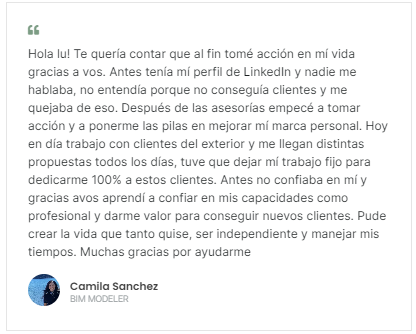 “
Hola lu! Te quería contar que al fin tomé acción en mí vida
gracias a vos. Antes tenía mí perfil de LinkedIn y nadie me
hablaba, no entendía porque no conseguía clientes y me
quejaba de eso. Después de las asesorías empecé a tomar
acción y a ponerme las pilas en mejorar mí marca personal. Hoy
en día trabajo con clientes del exterior y me llegan distintas
propuestas todos los días, tuve que dejar mí trabajo fijo para
dedicarme 100% a estos clientes. Antes no confiaba en mí y
gracias avos aprendí a confiar en mis capacidades como
profesional y darme valor para conseguir nuevos clientes. Pude
crear la vida que tanto quise, ser independiente y manejar mis
tiempos. Muchas gracias por ayudarme
Camila Sanchez
BIM MODELER